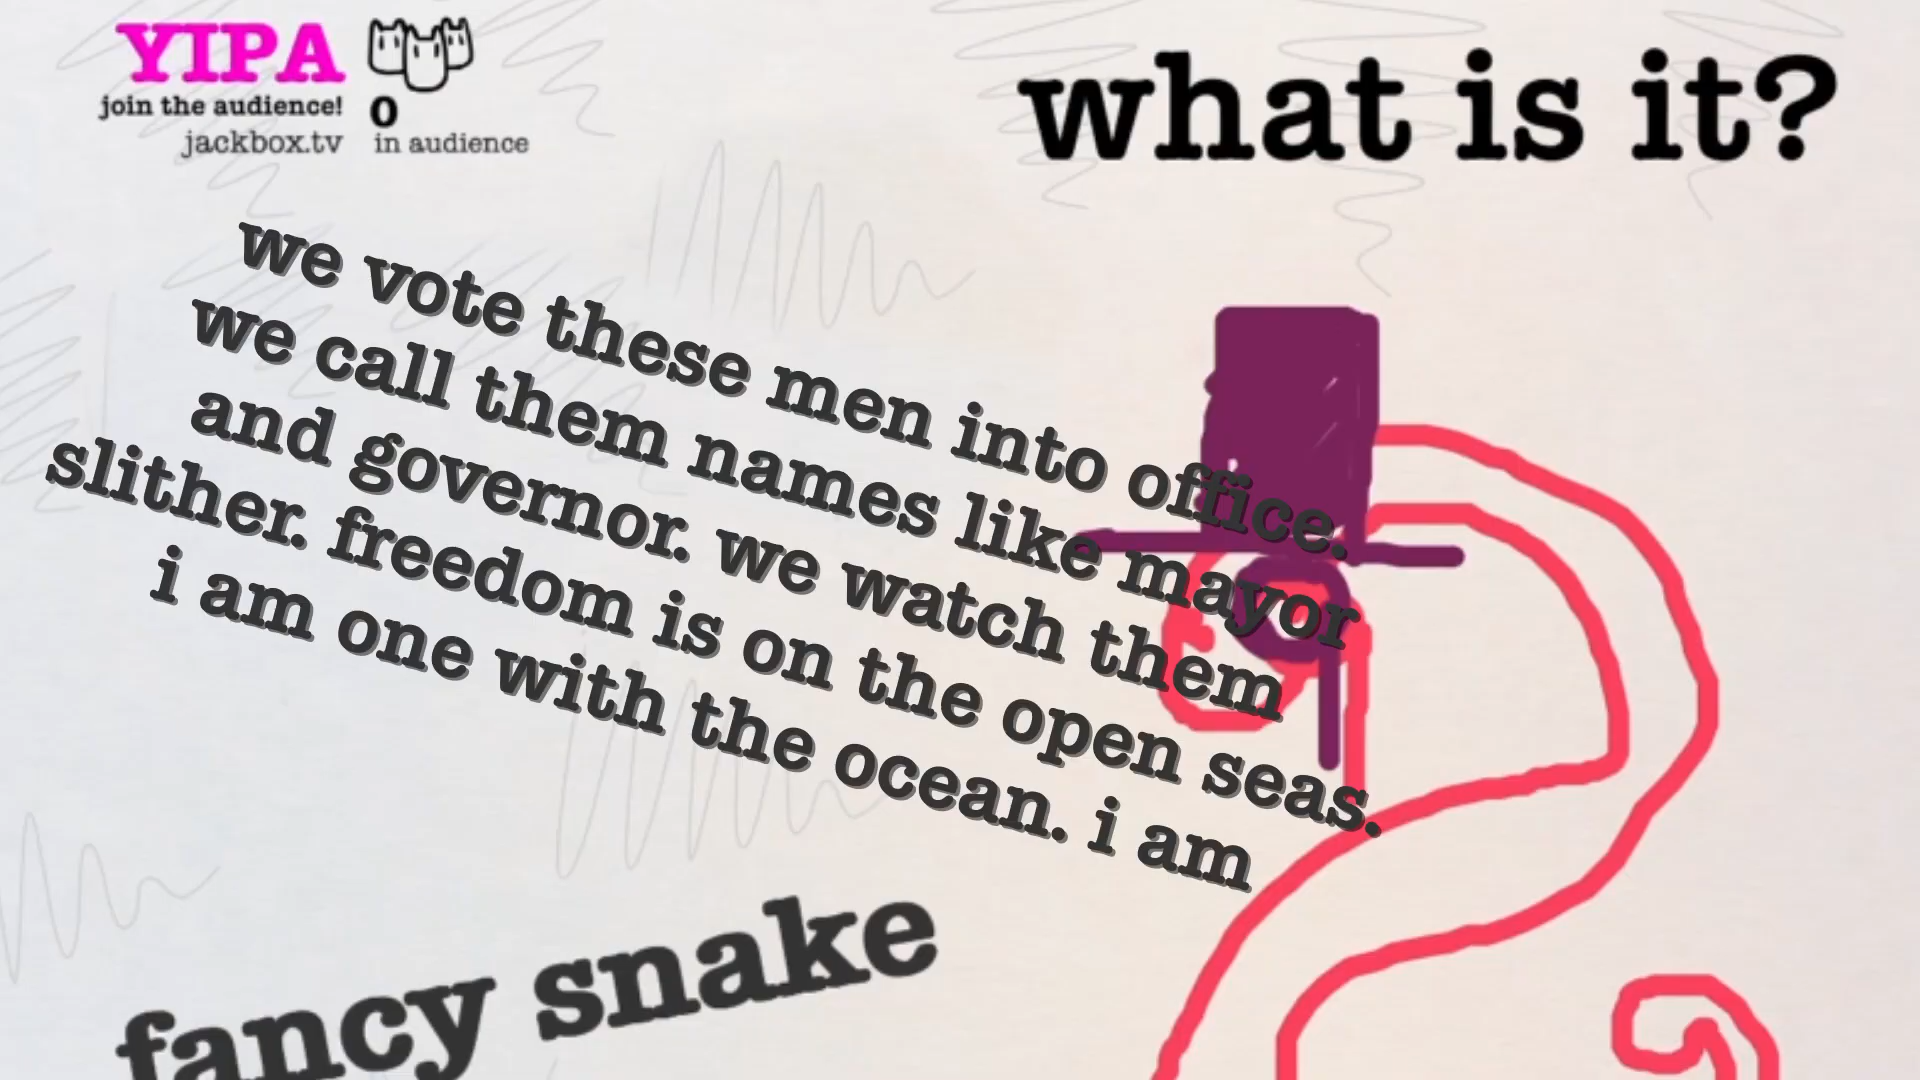 YIPA
join the audience!
jackbox.tv
0
in audience
what is it?
we vote these men into office.
we call them names like mayor
and governor. we watch them
slither. freedom is on the open seas.
i am one with the ocean. i am
fancy snake